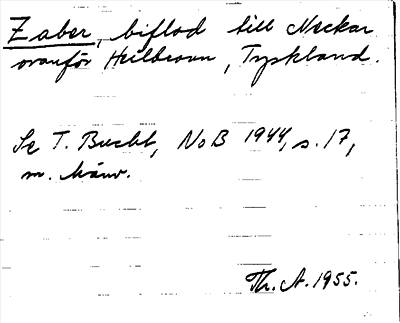 Zaber, biflod till Neckar
ovanför Heilbronn, Tyskland.
Se T. Bucht, NoB 1944, s. 17,
m. hänv.
Th. A. 1955.